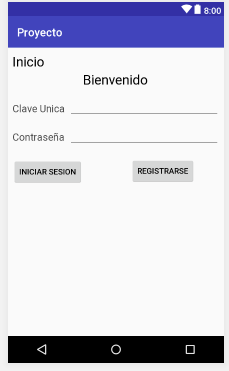 8:00
Proyecto
Inicio
Bienvenido
Clave Unica
Contraseña
INICIAR SESION
REGISTRARSE